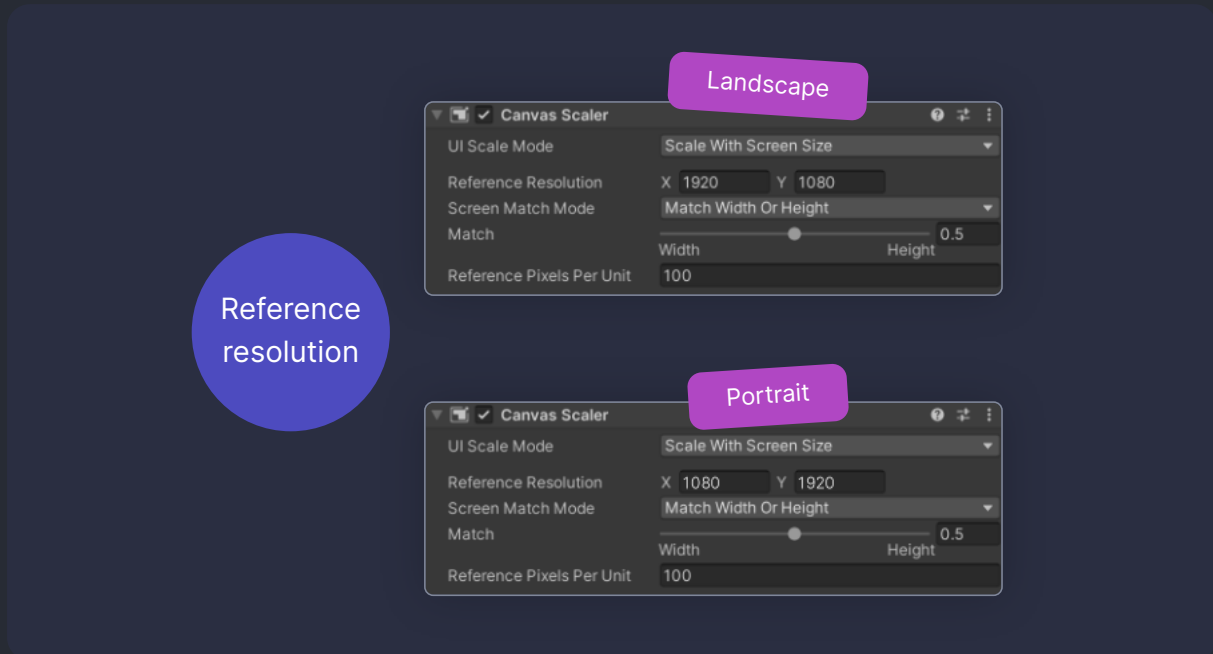 Landscape
Canvas Scaler
UI Scale Mode Scale With Screen Size
Reference Resolution X 1920 Y 1080
Screen Match Mode Match Width Or Height
Match 0.5
Width Height
Reference Pixels Per Unit 100
Reference
resolution
Portrait
Canvas Scaler
UI Scale Mode Scale With Screen Size
Reference Resolution X 1080 Y 1920
Screen Match Mode Match Width Or Height
Match 0.5
Width Height
Reference Pixels Per Unit 100